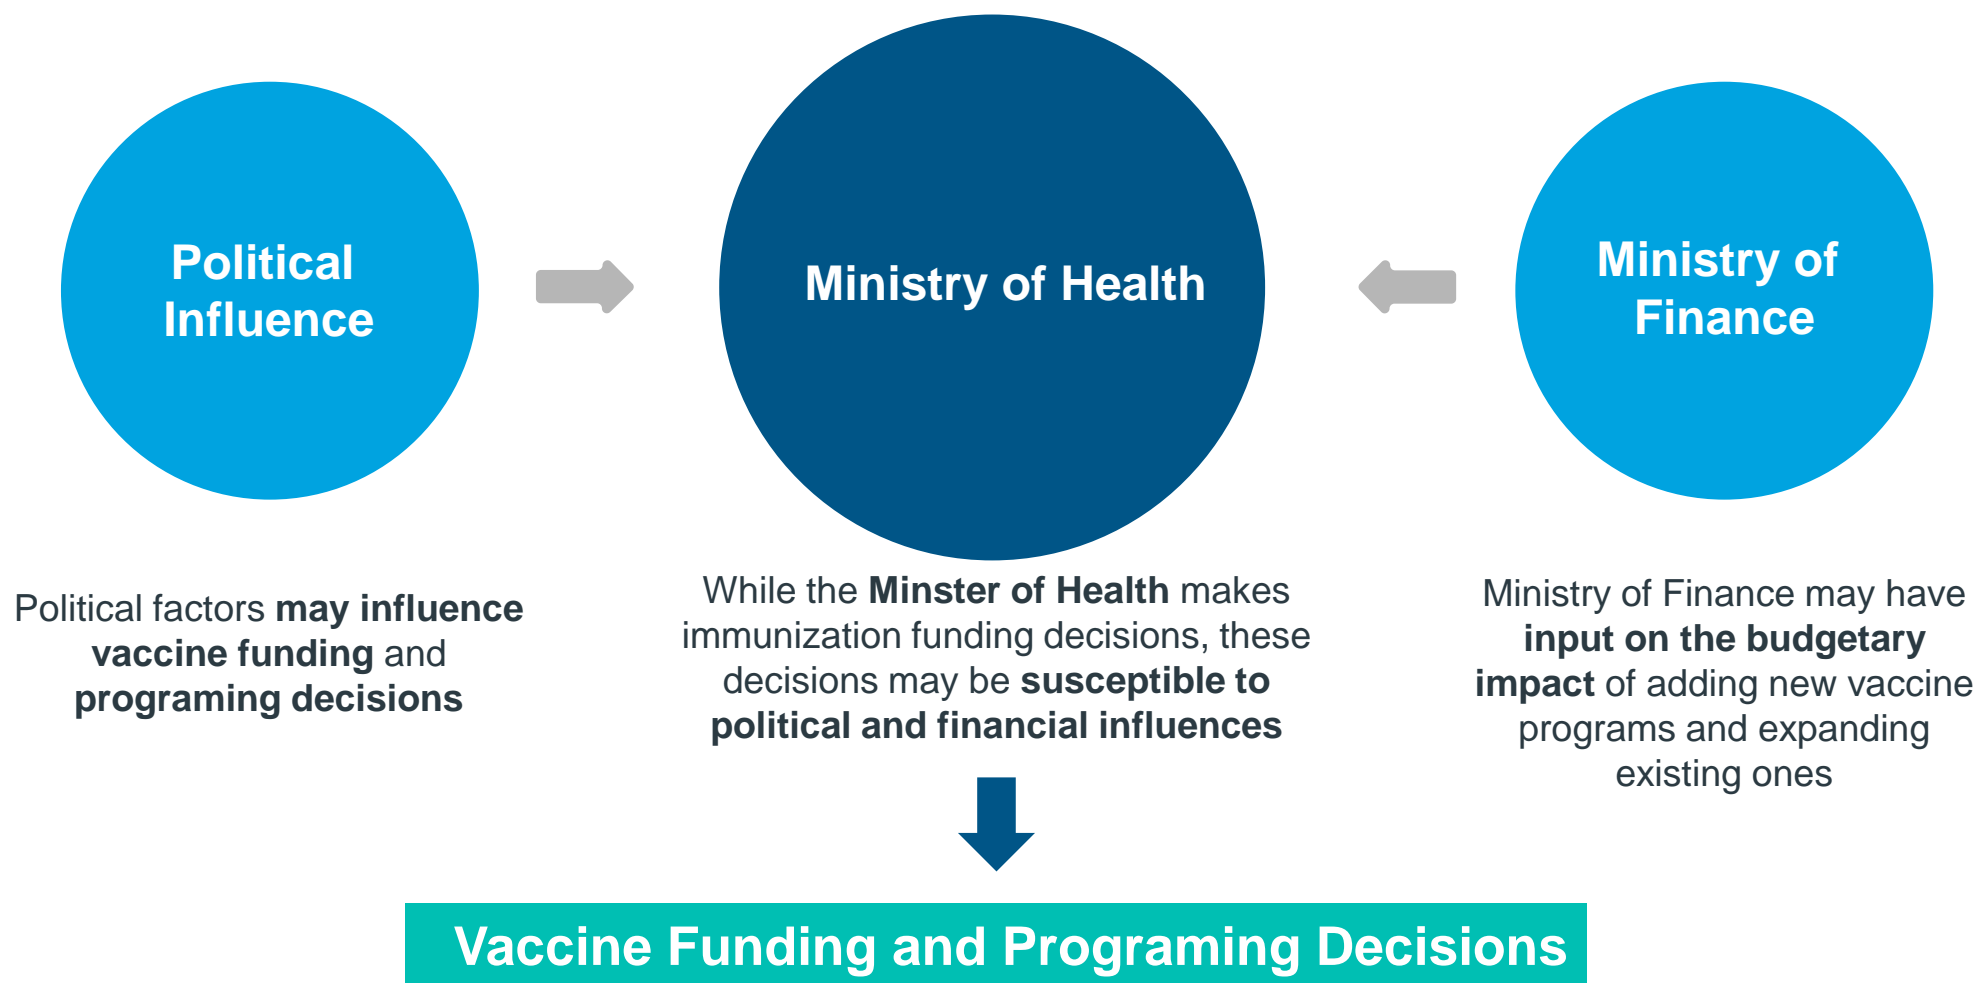 Political
Influence
Ministry of Health
Ministry of
Finance
Political factors may influence
vaccine funding and
programing decisions
While the Minster of Health makes
immunization funding decisions, these
decisions may be susceptible to
political and financial influences
Ministry of Finance may have
input on the budgetary
impact of adding new vaccine
programs and expanding
existing ones
Vaccine Funding and Programing Decisions